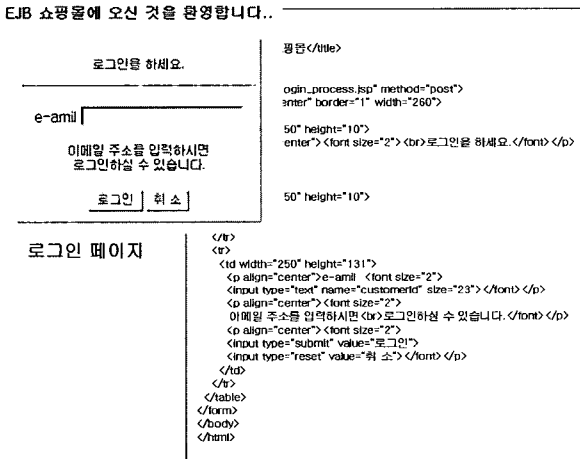 EJB 쇼핑몰에 오신 것을 환영합니다..
로그인을 하세요.
e-amil
이메일 주소를 입력하시면
로그인하실 수 있습니다.
로그인 취 소
로그인 페이지
핑몬</title>
ogin_process.jsp" method="post">
enter" border="1" width="260">
50" height="10">
enter"><font size="2"><br>로그인을 하세요.</font></p>
50" height="10">
</tr>
<tr>
<td width="250" height="131">
<p align="center">e-amil <font size="2">
<input type="text" name="customerId" size="23"></font></p>
<p align="center"><font size="2">
이메일 주소를 입력하시면<br>로그인하실 수 있습니다.</font></p>
<p align="center"><font size="2">
<input type="submit" value="로그인">
<input type="reset" value="취 소"></font></p>
</td>
</tr>
</table>
</form>
</body>
</html>